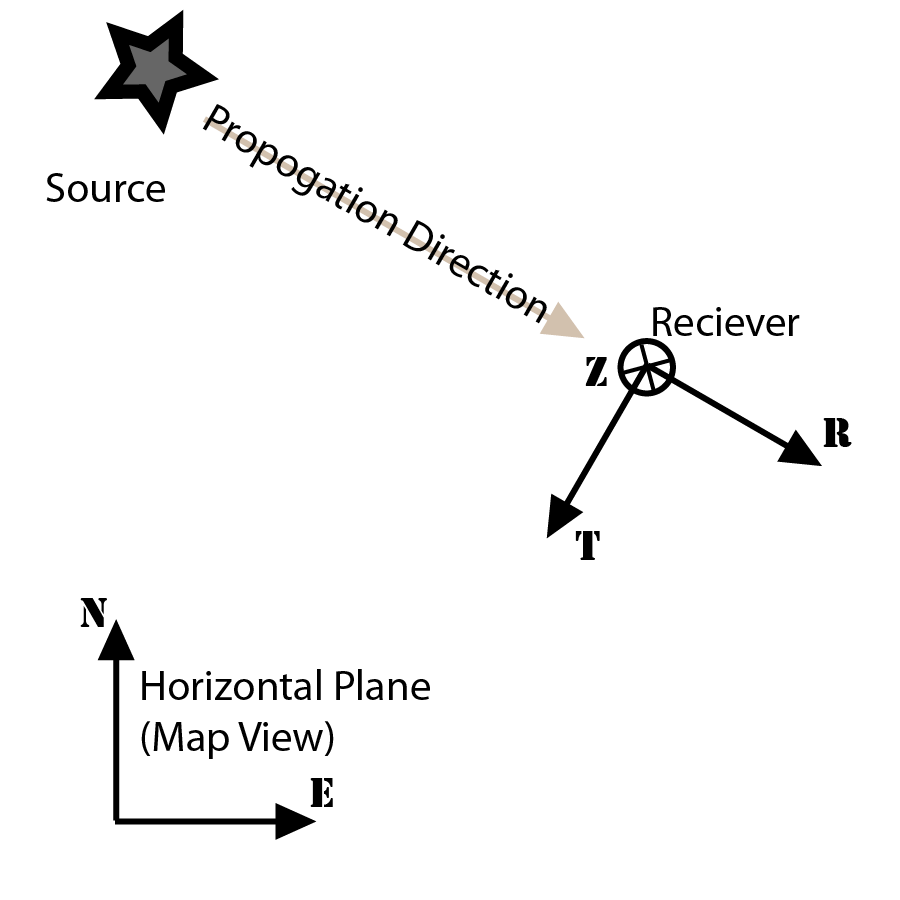 Propogation Direction
Source
Reciever
Z
R
T
N
Horizontal Plane
(Map View)
E